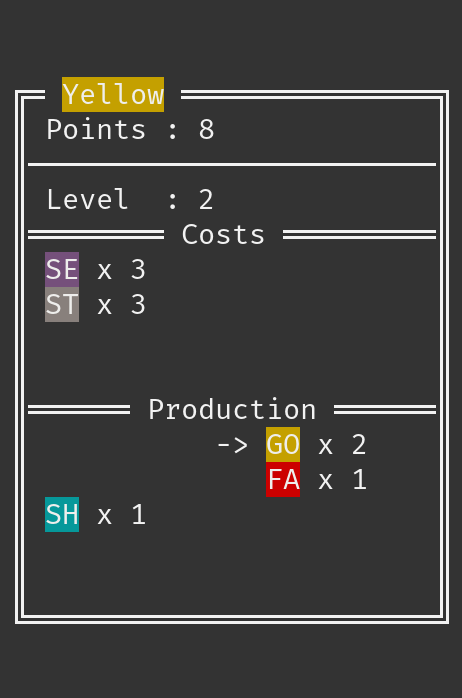 Yellow
Points : 8
Level  : 2
Costs
SE x 3
ST x 3
Production
-> GO x 2
FA x 1
SH x 1